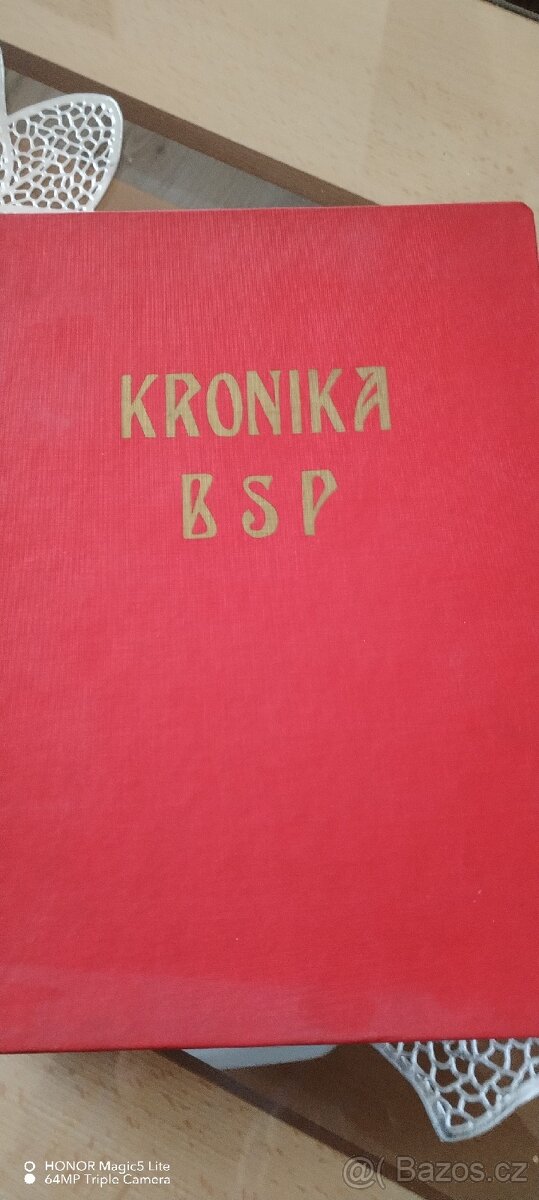 KRONIKA
BSP
HONOR Magic5 Lite
64MP Triple Camera
Bazos.cz